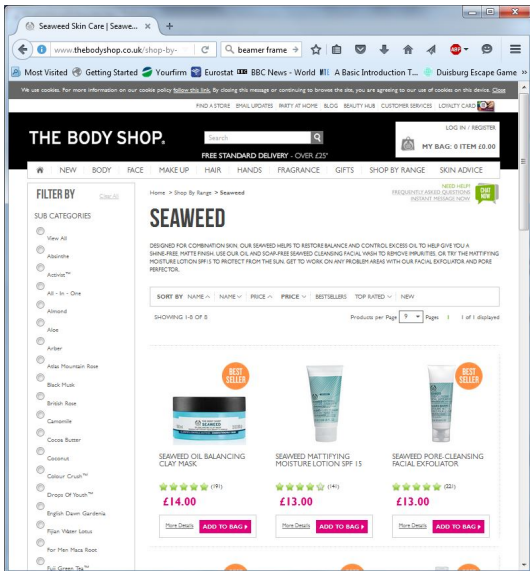 Seaweed Skin Care | Seawe...
www.thebodyshop.co.uk/shop-by-
beamer frame
ABP
Most Visited Getting Started Yourfirm Eurostat BBC News - World A Basic Introduction T... Duisburg Escape Game »
We use cookies. For more information on our cookie policy follow this link. By closing this message or continuing to browse the site, you are agreeing to our use of cookies on this device. Close
FIND A STORE EMAIL UPDATES PARTY AT HOME BLOG BEAUTY HUB CUSTOMER SERVICES LOYALTY CARD
LOG IN / REGISTER
THE BODY SHOP.
Search
MY BAG: 0 ITEM £0.00
FREE STANDARD DELIVERY - OVER £25*
NEW BODY FACE MAKE UP HAIR HANDS FRAGRANCE GIFTS SHOP BY RANGE SKIN ADVICE
FILTER BY
Clear All
Home > Shop By Range > Seaweed
NEED HELP?
FREQUENTLY ASKED QUESTIONS
INSTANT MESSAGE NOW
CHAT NOW
SEAWEED
DESIGNED FOR COMBINATION SKIN. OUR SEAWEED HELPS TO RESTORE BALANCE AND CONTROL EXCESS OIL TO HELP GIVE YOU A
SHINE-FREE, MATTE FINISH. USE OUR OIL AND SOAP-FREE SEAWEED CLEANSING FACIAL WASH TO REMOVE IMPURITIES. OR TRY THE MATTIFYING
MOISTURE LOTION SPF15 TO PROTECT FROM THE SUN. GET TO WORK ON ANY PROBLEM AREAS WITH OUR FACIAL EXFOLIATOR AND PORE
PERFECTOR.
SORT BY NAME NAME PRICE PRICE BESTSELLERS TOP RATED NEW
SHOWING 1-8 OF 8
Products per Page 9 Pages 1 1 of 1 displayed
SUB CATEGORIES
View All
Absinthe
Activist™
All - In - One
Almond
Aloe
Arber
Atlas Mountain Rose
Black Musk
British Rose
Camomile
Cocoa Butter
Coconut
Colour Crush™
Drops Of Youth™
English Dawn Gardenia
Fijian Water Lotus
For Men Maca Root
Fuji Green Tea™
BEST SELLER
SEAWEED
SEAWEED OIL BALANCING
CLAY MASK
(191)
£14.00
More Details ADD TO BAG
SEAWEED MATTIFYING
MOISTURE LOTION SPF 15
(141)
£13.00
More Details ADD TO BAG
BEST SELLER
SEAWEED PORE-CLEANSING
FACIAL EXFOLIATOR
(221)
£13.00
More Details ADD TO BAG